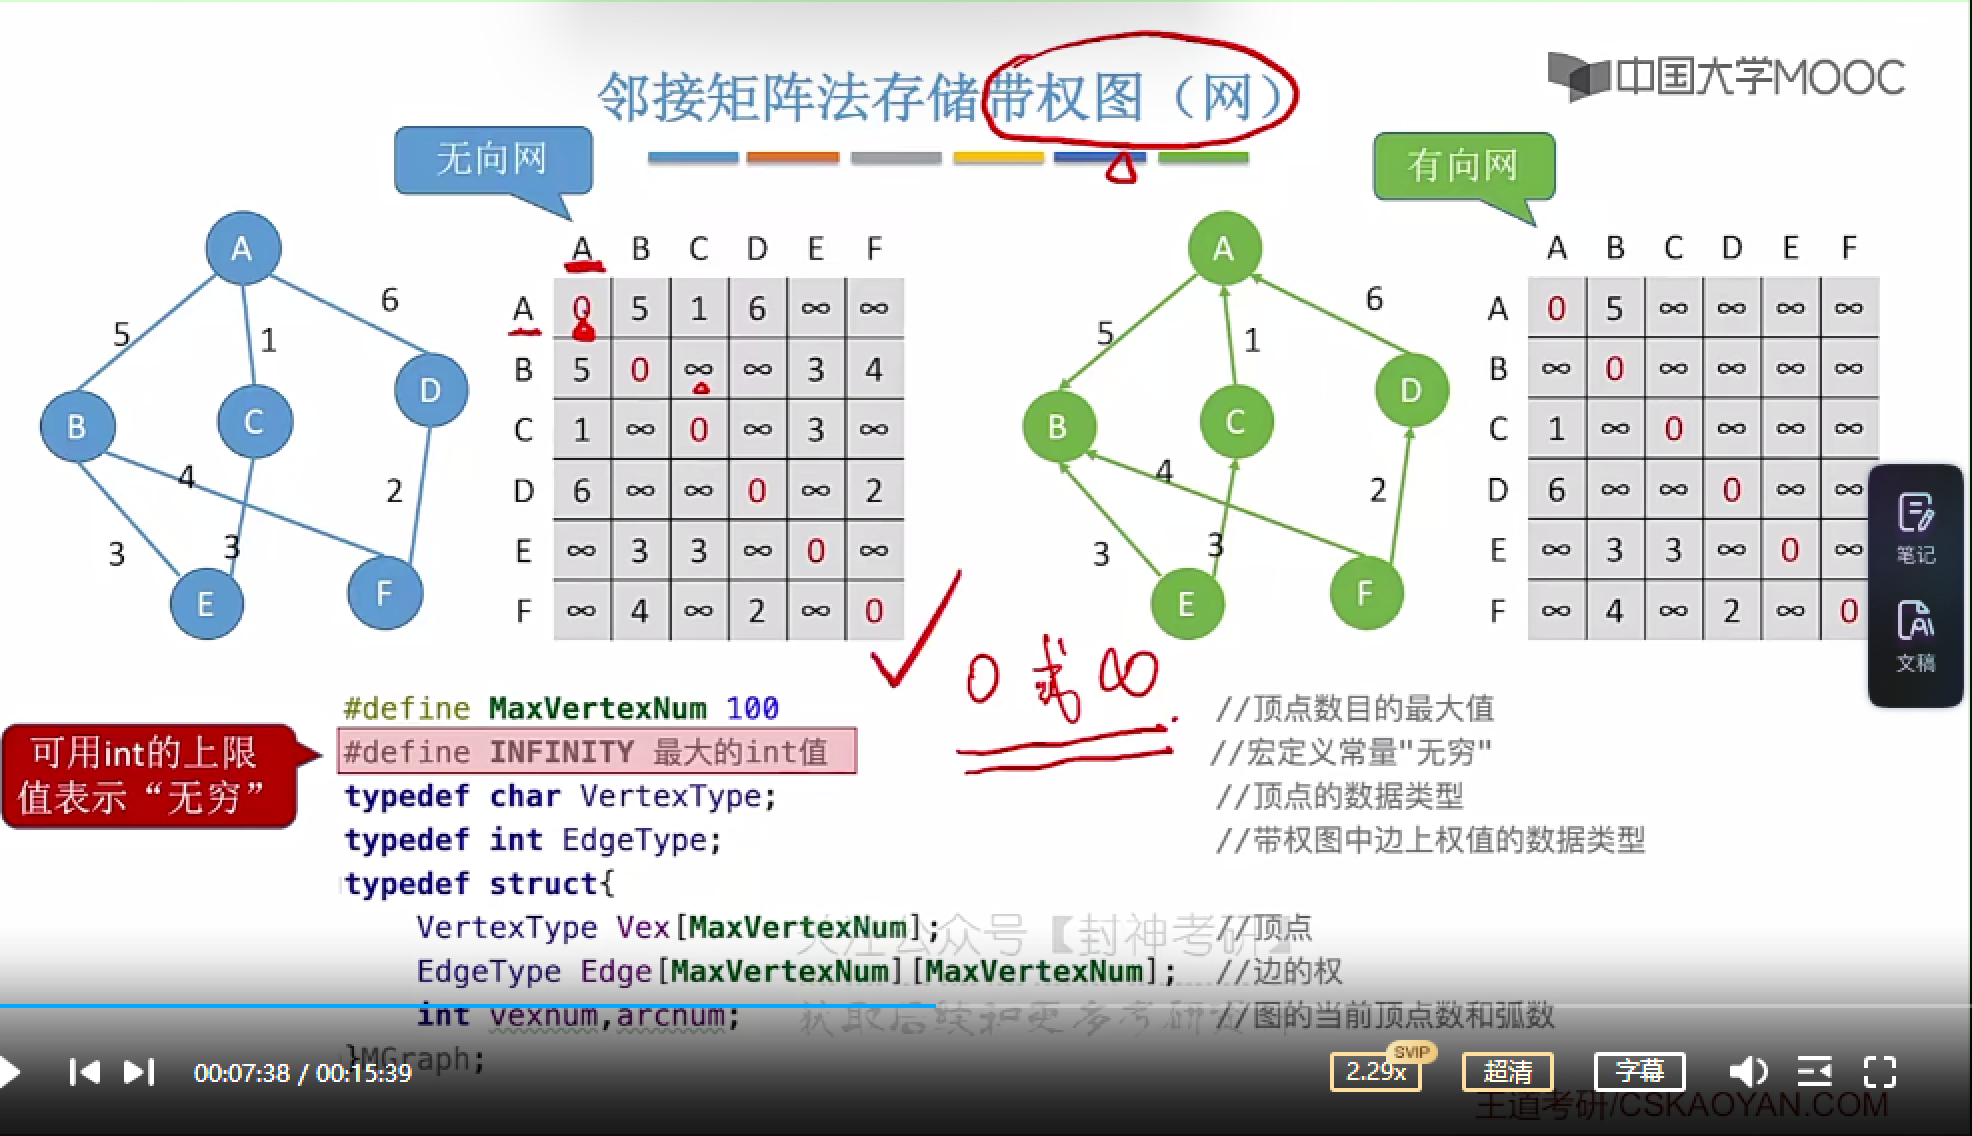 邻接矩阵法存储带权图（网）
中国大学MOOC
无向网
有向网
A
B
C
D
E
F
5
1
6
4
2
3
3
A B C D E F
A 0 5 1 6 ∞ ∞
B 5 0 ∞ ∞ 3 4
C 1 ∞ 0 ∞ 3 ∞
D 6 ∞ ∞ 0 ∞ 2
E ∞ 3 3 ∞ 0 ∞
F ∞ 4 ∞ 2 ∞ 0
A
B
C
D
E
F
5
1
6
4
2
3
3
A B C D E F
A 0 5 ∞ ∞ ∞ ∞
B ∞ 0 ∞ ∞ ∞ ∞
C 1 ∞ 0 ∞ ∞ ∞
D 6 ∞ ∞ 0 ∞ ∞
E ∞ 3 3 ∞ 0 ∞
F ∞ 4 ∞ 2 ∞ 0
笔记
文稿
0 或 ∞
可用int的上限
值表示“无穷”
#define MaxVertexNum 100 //顶点数目的最大值
#define INFINITY 最大的int值 //宏定义常量"无穷"
typedef char VertexType; //顶点的数据类型
typedef int EdgeType; //带权图中边上权值的数据类型
typedef struct{
VertexType Vex[MaxVertexNum]; //顶点
EdgeType Edge[MaxVertexNum][MaxVertexNum]; //边的权
int vexnum,arcnum; //图的当前顶点数和弧数
}MGraph;
公众号【封神考研】
获取后续和更多考研
00:07:38 / 00:15:39
2.29x
SVIP
超清
字幕
王道考研/CSKAOYAN.COM